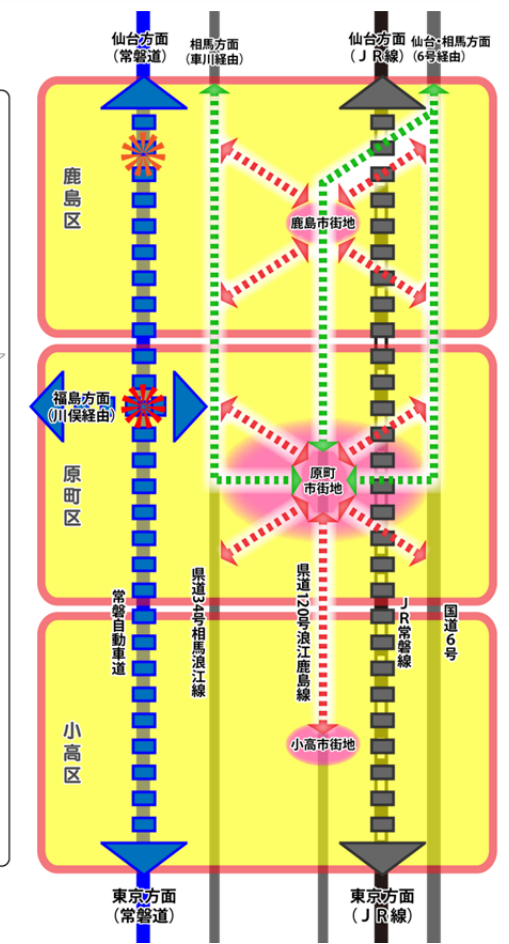 仙台方面
(常磐道)
相馬方面
(車川経由)
仙台方面
(ＪＲ線)
仙台・相馬方面
(6号経由)
鹿島区
鹿島市街地
福島方面
(川俣経由)
原町区
原町
市街地
常磐自動車道
県道34号相馬浪江線
県道120号浪江鹿島線
ＪＲ常磐線
国道6号
小高区
小高市街地
東京方面
(常磐道)
東京方面
(ＪＲ線)